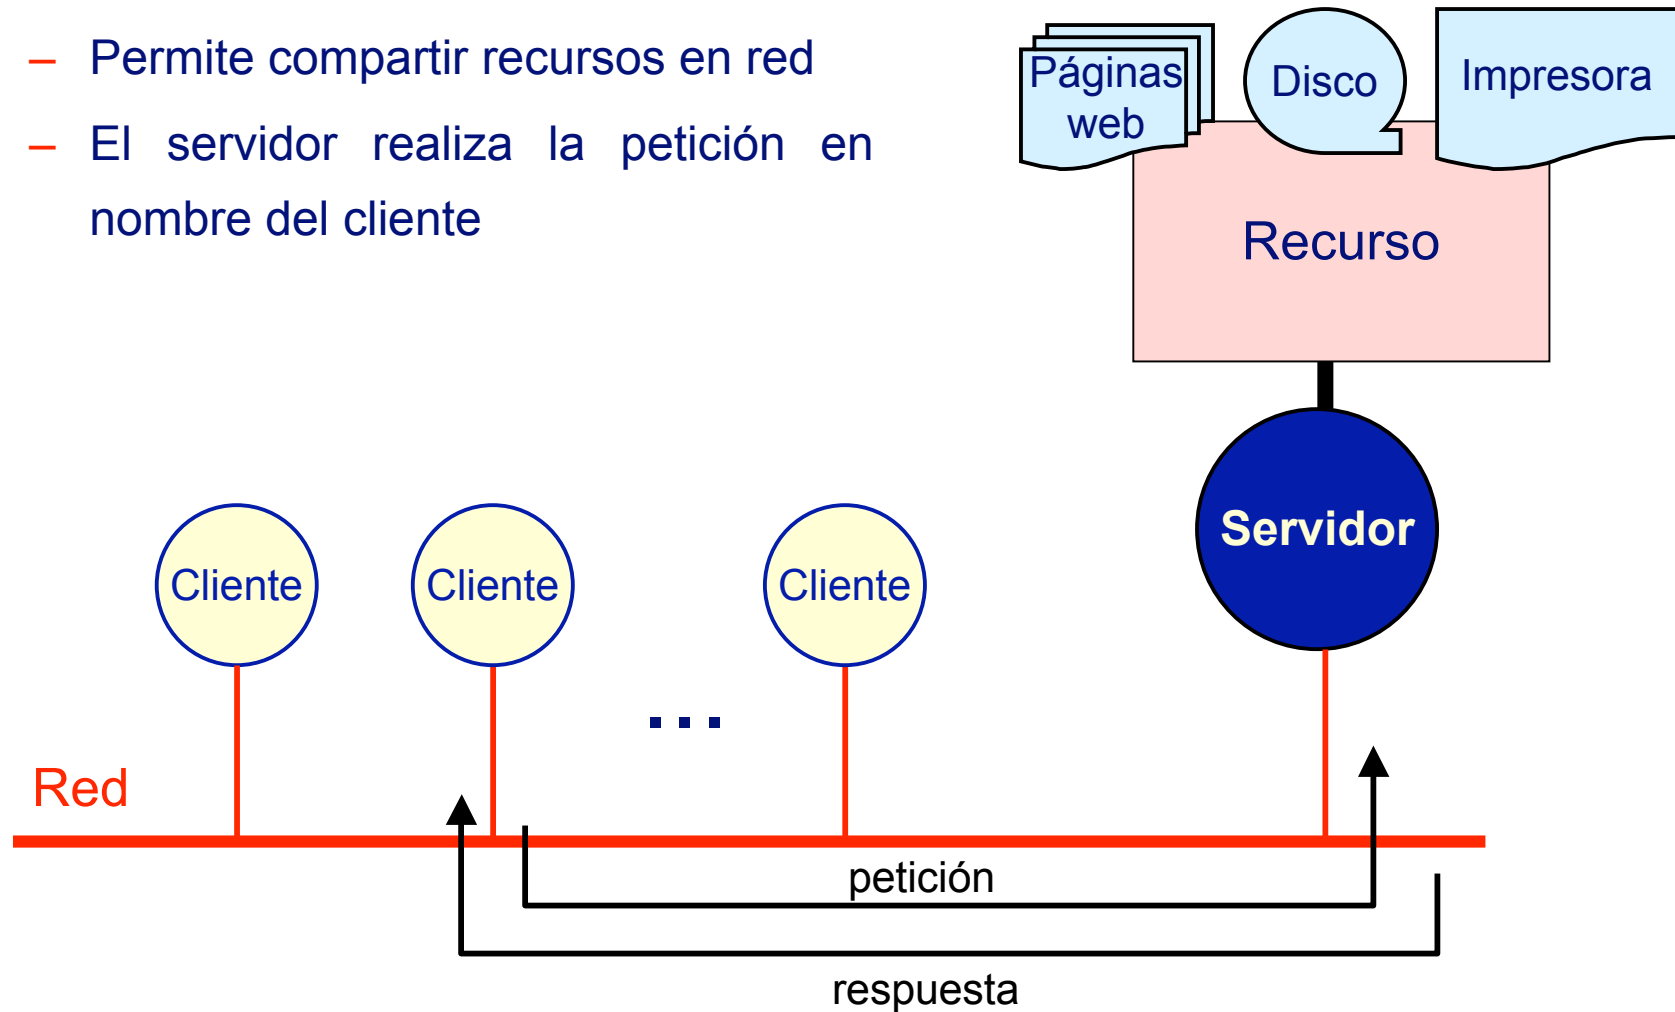 – Permite compartir recursos en red
– El servidor realiza la petición en
nombre del cliente
Páginas
web
Disco
Impresora
Recurso
Servidor
Cliente
Cliente
Cliente
...
Red
petición
respuesta